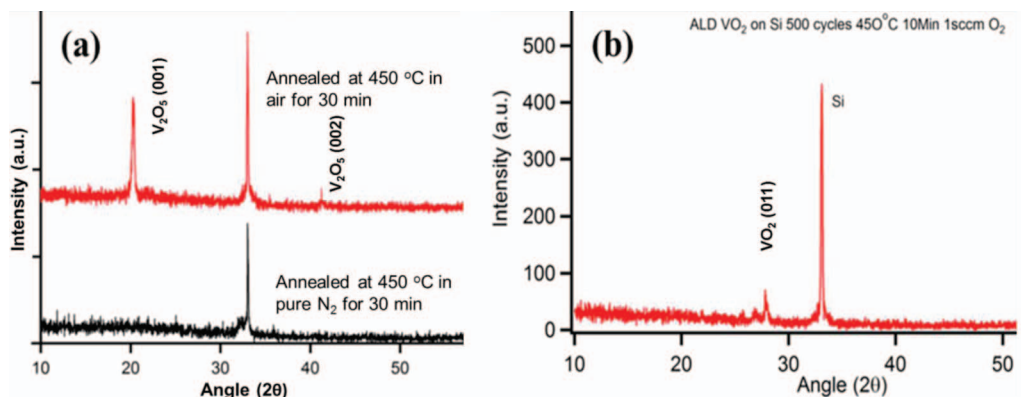 (a)
Annealed at 450 °C in
air for 30 min
V₂O₅ (001)
V₂O₅ (002)
Annealed at 450 °C in
pure N₂ for 30 min
Intensity (a.u.)
10 20 30 40 50
Angle (2θ)
ALD VO₂ on Si 500 cycles 45O°C 10Min 1sccm O₂
(b)
500
400
300
200
100
0
Si
VO₂ (011)
Intensity (a.u.)
10 20 30 40 50
Angle (2θ)